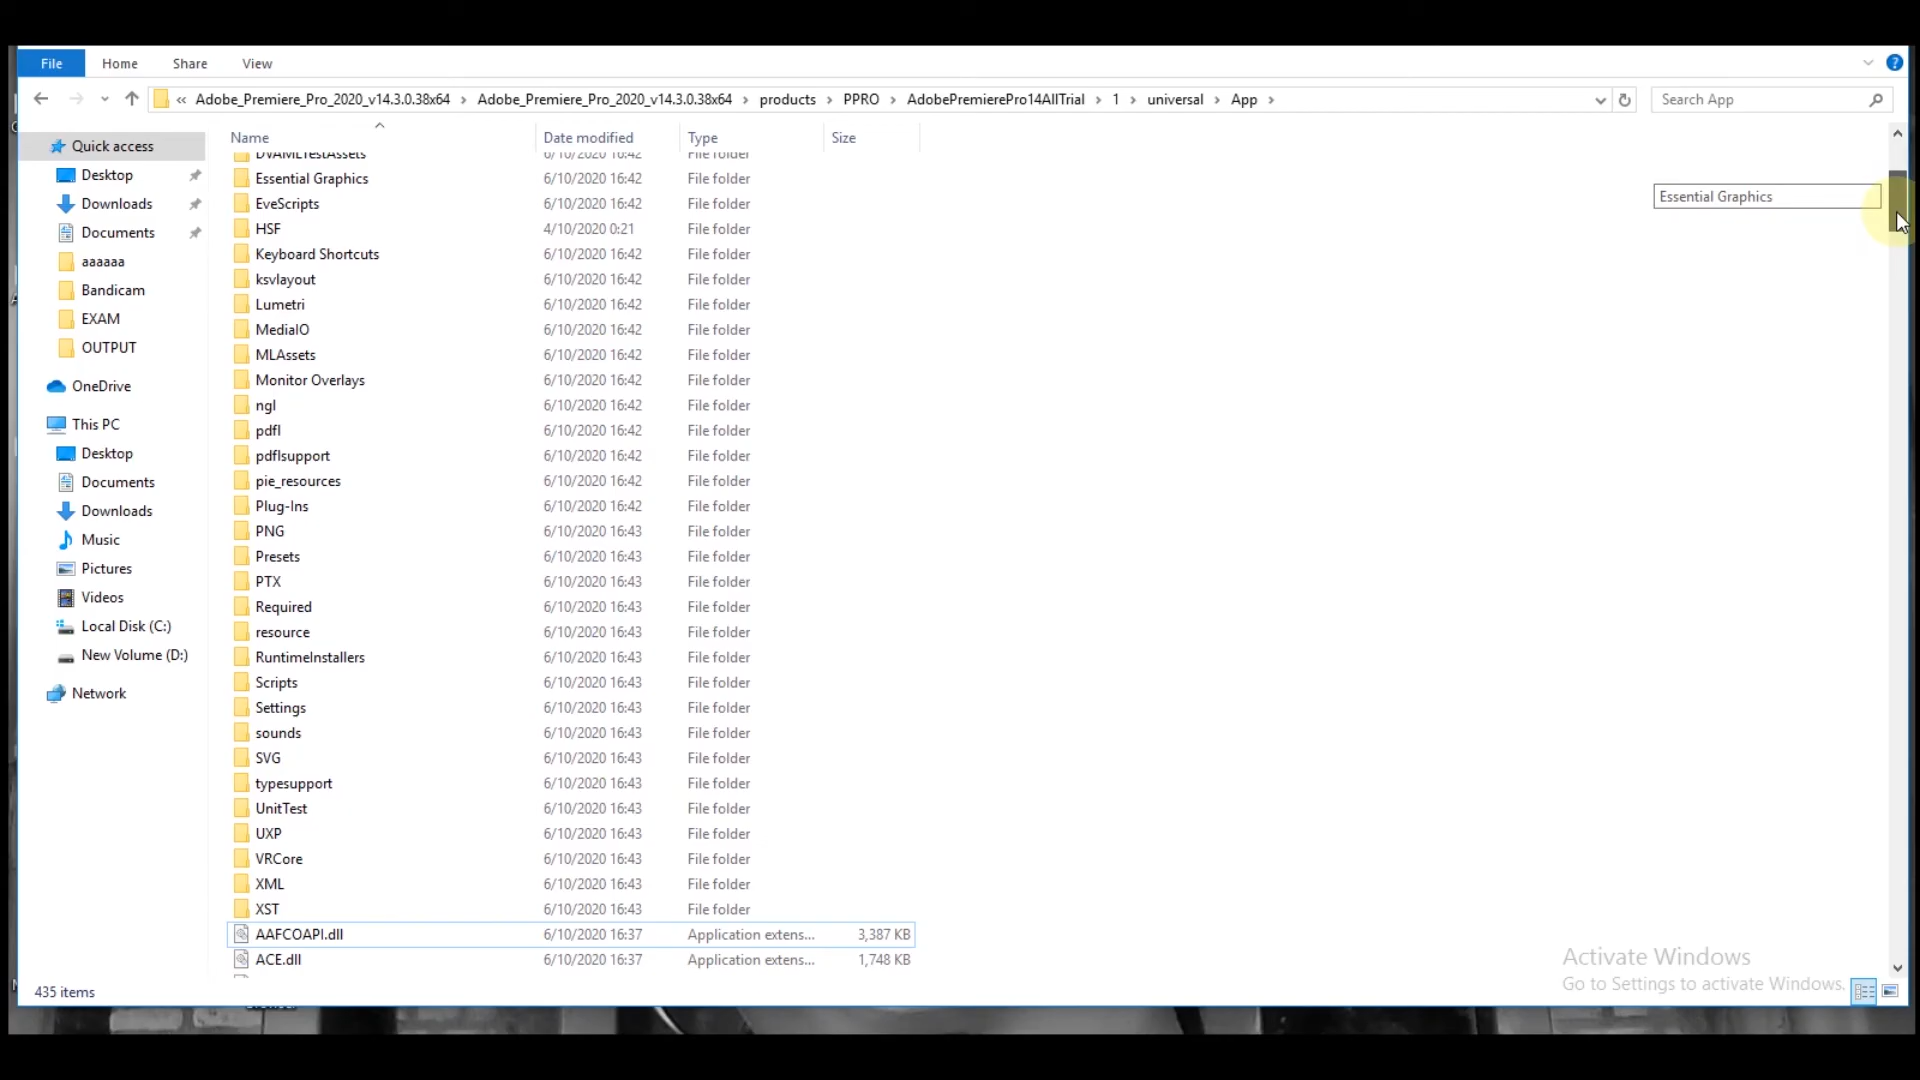 File Home Share View
« Adobe_Premiere_Pro_2020_v14.3.0.38x64 › Adobe_Premiere_Pro_2020_v14.3.0.38x64 › products › PPRO › AdobePremierePro14AllTrial › 1 › universal › App ›
Search App
Name Date modified Type Size
DVAMLTestAssets 6/10/2020 16:42 File folder
Essential Graphics 6/10/2020 16:42 File folder
EveScripts 6/10/2020 16:42 File folder
HSF 4/10/2020 0:21 File folder
Keyboard Shortcuts 6/10/2020 16:42 File folder
ksvlayout 6/10/2020 16:42 File folder
Lumetri 6/10/2020 16:42 File folder
MediaIO 6/10/2020 16:42 File folder
MLAssets 6/10/2020 16:42 File folder
Monitor Overlays 6/10/2020 16:42 File folder
ngl 6/10/2020 16:42 File folder
pdfl 6/10/2020 16:42 File folder
pdflsupport 6/10/2020 16:42 File folder
pie_resources 6/10/2020 16:42 File folder
Plug-Ins 6/10/2020 16:42 File folder
PNG 6/10/2020 16:43 File folder
Presets 6/10/2020 16:43 File folder
PTX 6/10/2020 16:43 File folder
Required 6/10/2020 16:43 File folder
resource 6/10/2020 16:43 File folder
RuntimeInstallers 6/10/2020 16:43 File folder
Scripts 6/10/2020 16:43 File folder
Settings 6/10/2020 16:43 File folder
sounds 6/10/2020 16:43 File folder
SVG 6/10/2020 16:43 File folder
typesupport 6/10/2020 16:43 File folder
UnitTest 6/10/2020 16:43 File folder
UXP 6/10/2020 16:43 File folder
VRCore 6/10/2020 16:43 File folder
XML 6/10/2020 16:43 File folder
XST 6/10/2020 16:43 File folder
AAFCOAPI.dll 6/10/2020 16:37 Application extens... 3,387 KB
ACE.dll 6/10/2020 16:37 Application extens... 1,748 KB
Quick access
Desktop
Downloads
Documents
aaaaaa
Bandicam
EXAM
OUTPUT
OneDrive
This PC
Desktop
Documents
Downloads
Music
Pictures
Videos
Local Disk (C:)
New Volume (D:)
Network
Essential Graphics
Activate Windows
Go to Settings to activate Windows.
435 items